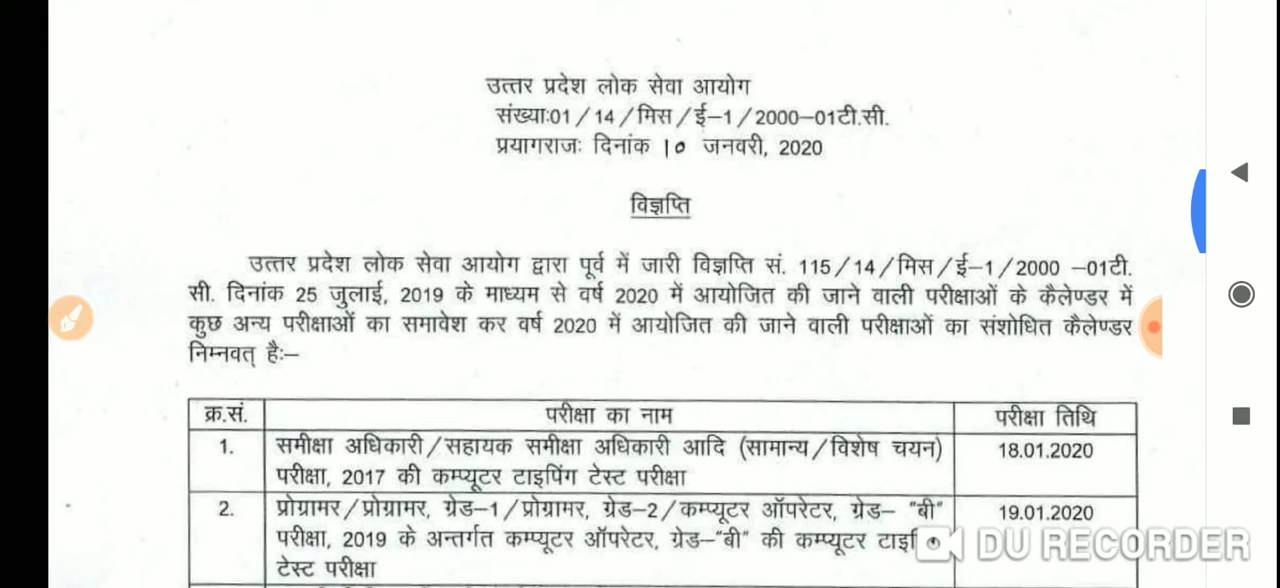 उत्तर प्रदेश लोक सेवा आयोग
संख्याः01/14/मिस/ई–1/2000–01टी.सी.
प्रयागराजः दिनांक 10 जनवरी, 2020
विज्ञप्ति
उत्तर प्रदेश लोक सेवा आयोग द्वारा पूर्व में जारी विज्ञप्ति सं. 115/14/मिस/ई–1/2000 –01टी.
सी. दिनांक 25 जुलाई, 2019 के माध्यम से वर्ष 2020 में आयोजित की जाने वाली परीक्षाओं के कैलेण्डर में
कुछ अन्य परीक्षाओं का समावेश कर वर्ष 2020 में आयोजित की जाने वाली परीक्षाओं का संशोधित कैलेण्डर
निम्नवत् हैः–
क्र.सं. परीक्षा का नाम परीक्षा तिथि
1. समीक्षा अधिकारी/सहायक समीक्षा अधिकारी आदि (सामान्य/विशेष चयन) 18.01.2020
परीक्षा, 2017 की कम्प्यूटर टाइपिंग टेस्ट परीक्षा
2. प्रोग्रामर/प्रोग्रामर, ग्रेड–1/प्रोग्रामर, ग्रेड–2/कम्प्यूटर ऑपरेटर, ग्रेड– "बी" 19.01.2020
परीक्षा, 2019 के अन्तर्गत कम्प्यूटर ऑपरेटर, ग्रेड–"बी" की कम्प्यूटर
टेस्ट परीक्षा
DU RECORDER